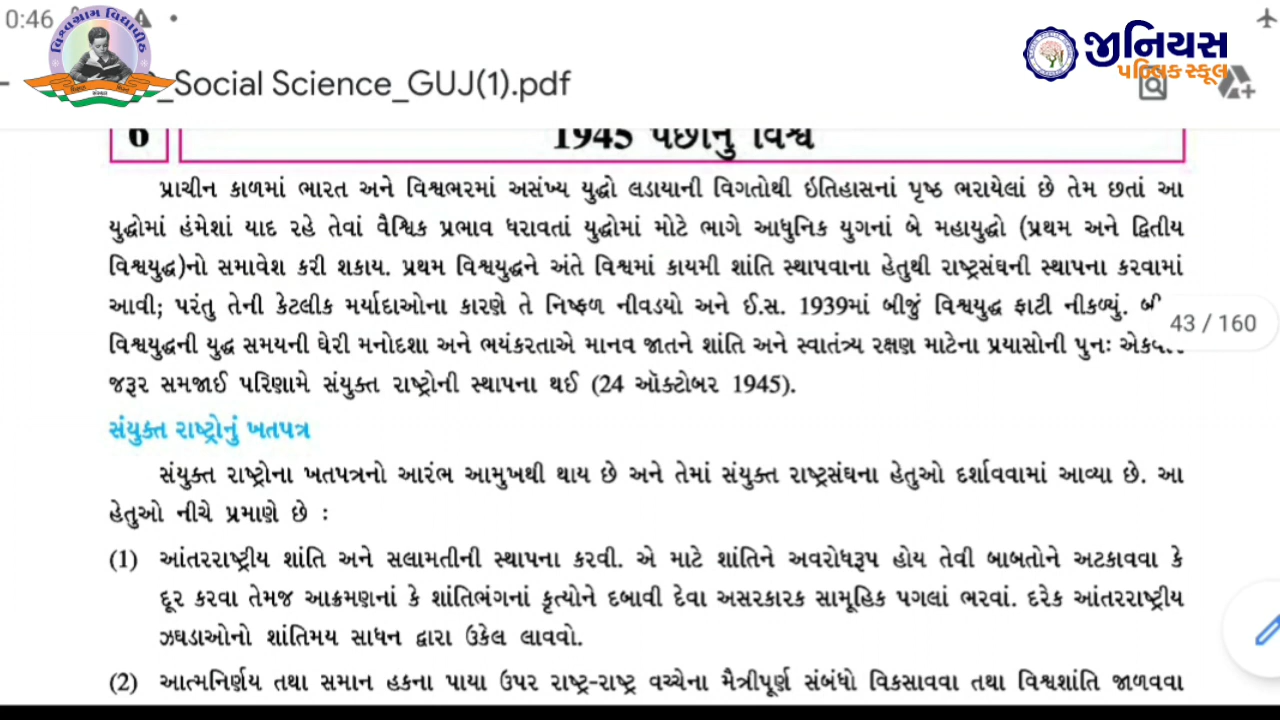 0:46
વિશ્વગ્રામ વિદ્યાપીઠ
જીનિયસ
પબ્લિક સ્કૂલ
_Social Science_GUJ(1).pdf
6
1945 પછીનું વિશ્વ
પ્રાચીન કાળમાં ભારત અને વિશ્વભરમાં અસંખ્ય યુદ્ધો લડાયાની વિગતોથી ઇતિહાસનાં પૃષ્ઠ ભરાયેલાં છે તેમ છતાં આ
યુદ્ધોમાં હંમેશાં યાદ રહે તેવાં વૈશ્વિક પ્રભાવ ધરાવતાં યુદ્ધોમાં મોટે ભાગે આધુનિક યુગનાં બે મહાયુદ્ધો (પ્રથમ અને દ્વિતીય
વિશ્વયુદ્ધ)નો સમાવેશ કરી શકાય. પ્રથમ વિશ્વયુદ્ધને અંતે વિશ્વમાં કાયમી શાંતિ સ્થાપવાના હેતુથી રાષ્ટ્રસંઘની સ્થાપના કરવામાં
આવી; પરંતુ તેની કેટલીક મર્યાદાઓના કારણે તે નિષ્ફળ નીવડયો અને ઈ.સ. 1939માં બીજું વિશ્વયુદ્ધ ફાટી નીકળ્યું.
43 / 160
વિશ્વયુદ્ધની યુદ્ધ સમયની ઘેરી મનોદશા અને ભયંકરતાએ માનવ જાતને શાંતિ અને સ્વાતંત્ર્ય રક્ષણ માટેના પ્રયાસોની પુનઃ
જરૂર સમજાઈ પરિણામે સંયુક્ત રાષ્ટ્રોની સ્થાપના થઈ (24 ઑક્ટોબર 1945).
સંયુક્ત રાષ્ટ્રોનું ખતપત્ર
સંયુક્ત રાષ્ટ્રોના ખતપત્રનો આરંભ આમુખથી થાય છે અને તેમાં સંયુક્ત રાષ્ટ્રસંઘના હેતુઓ દર્શાવવામાં આવ્યા છે. આ
હેતુઓ નીચે પ્રમાણે છે :
(1) આંતરરાષ્ટ્રીય શાંતિ અને સલામતીની સ્થાપના કરવી. એ માટે શાંતિને અવરોધરૂપ હોય તેવી બાબતોને અટકાવવા કે
દૂર કરવા તેમજ આક્રમણનાં કે શાંતિભંગનાં કૃત્યોને દબાવી દેવા અસરકારક સામૂહિક પગલાં ભરવાં. દરેક આંતરરાષ્ટ્રીય
ઝઘડાઓનો શાંતિમય સાધન દ્વારા ઉકેલ લાવવો.
(2) આત્મનિર્ણય તથા સમાન હકના પાયા ઉપર રાષ્ટ્ર-રાષ્ટ્ર વચ્ચેના મૈત્રીપૂર્ણ સંબંધો વિકસાવવા તથા વિશ્વશાંતિ જાળવવા